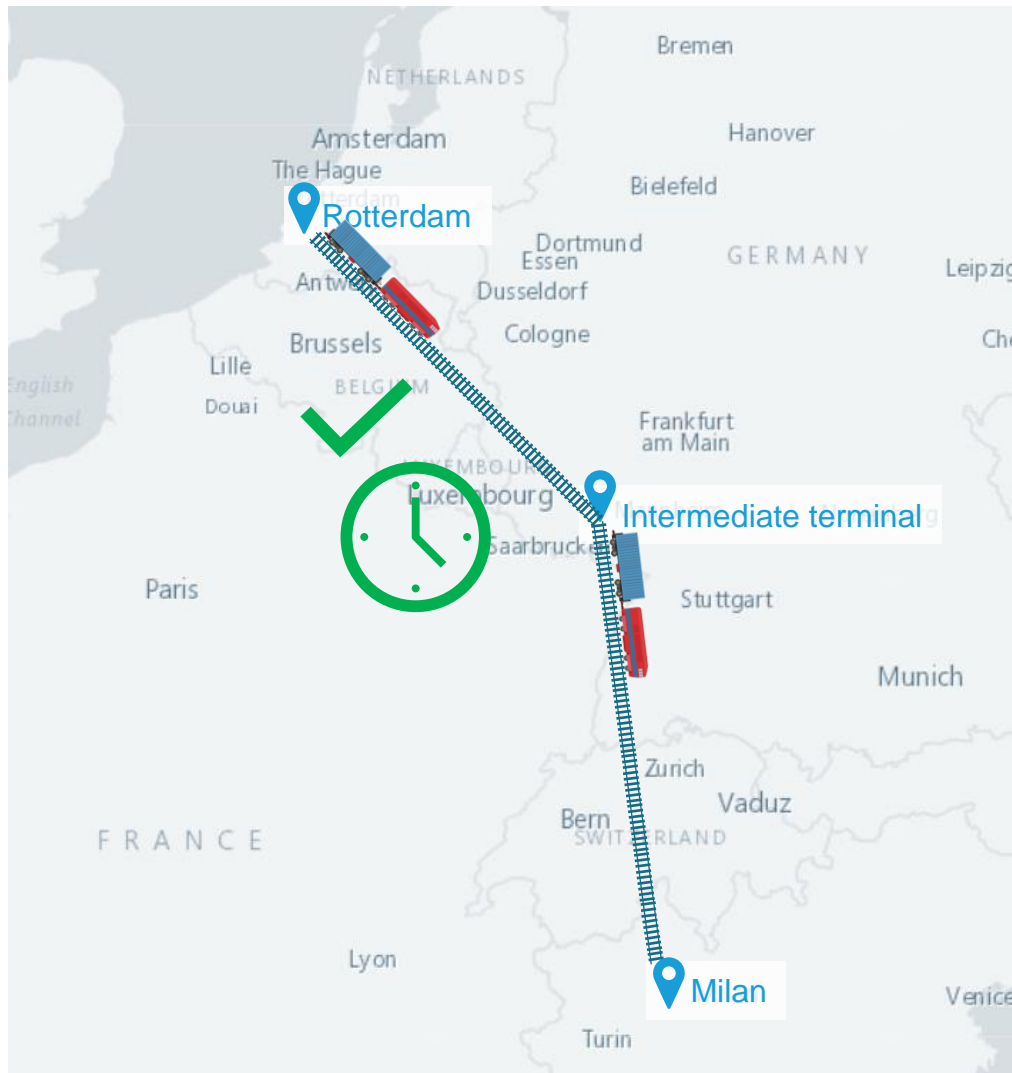 Bremen
NETHERLANDS
Hanover
Amsterdam
The Hague
Bielefeld
Rotterdam
Dortmund
GERMANY
Essen
Leipzig
Dusseldorf
Cologne
Brussels
Lille
BELGIUM
English
Channel
Douai
Frankfurt
am Main
Luxembourg
Intermediate terminal
Paris
Stuttgart
Munich
Zurich
Vaduz
Bern
SWITZERLAND
FRANCE
Lyon
Milan
Venice
Turin